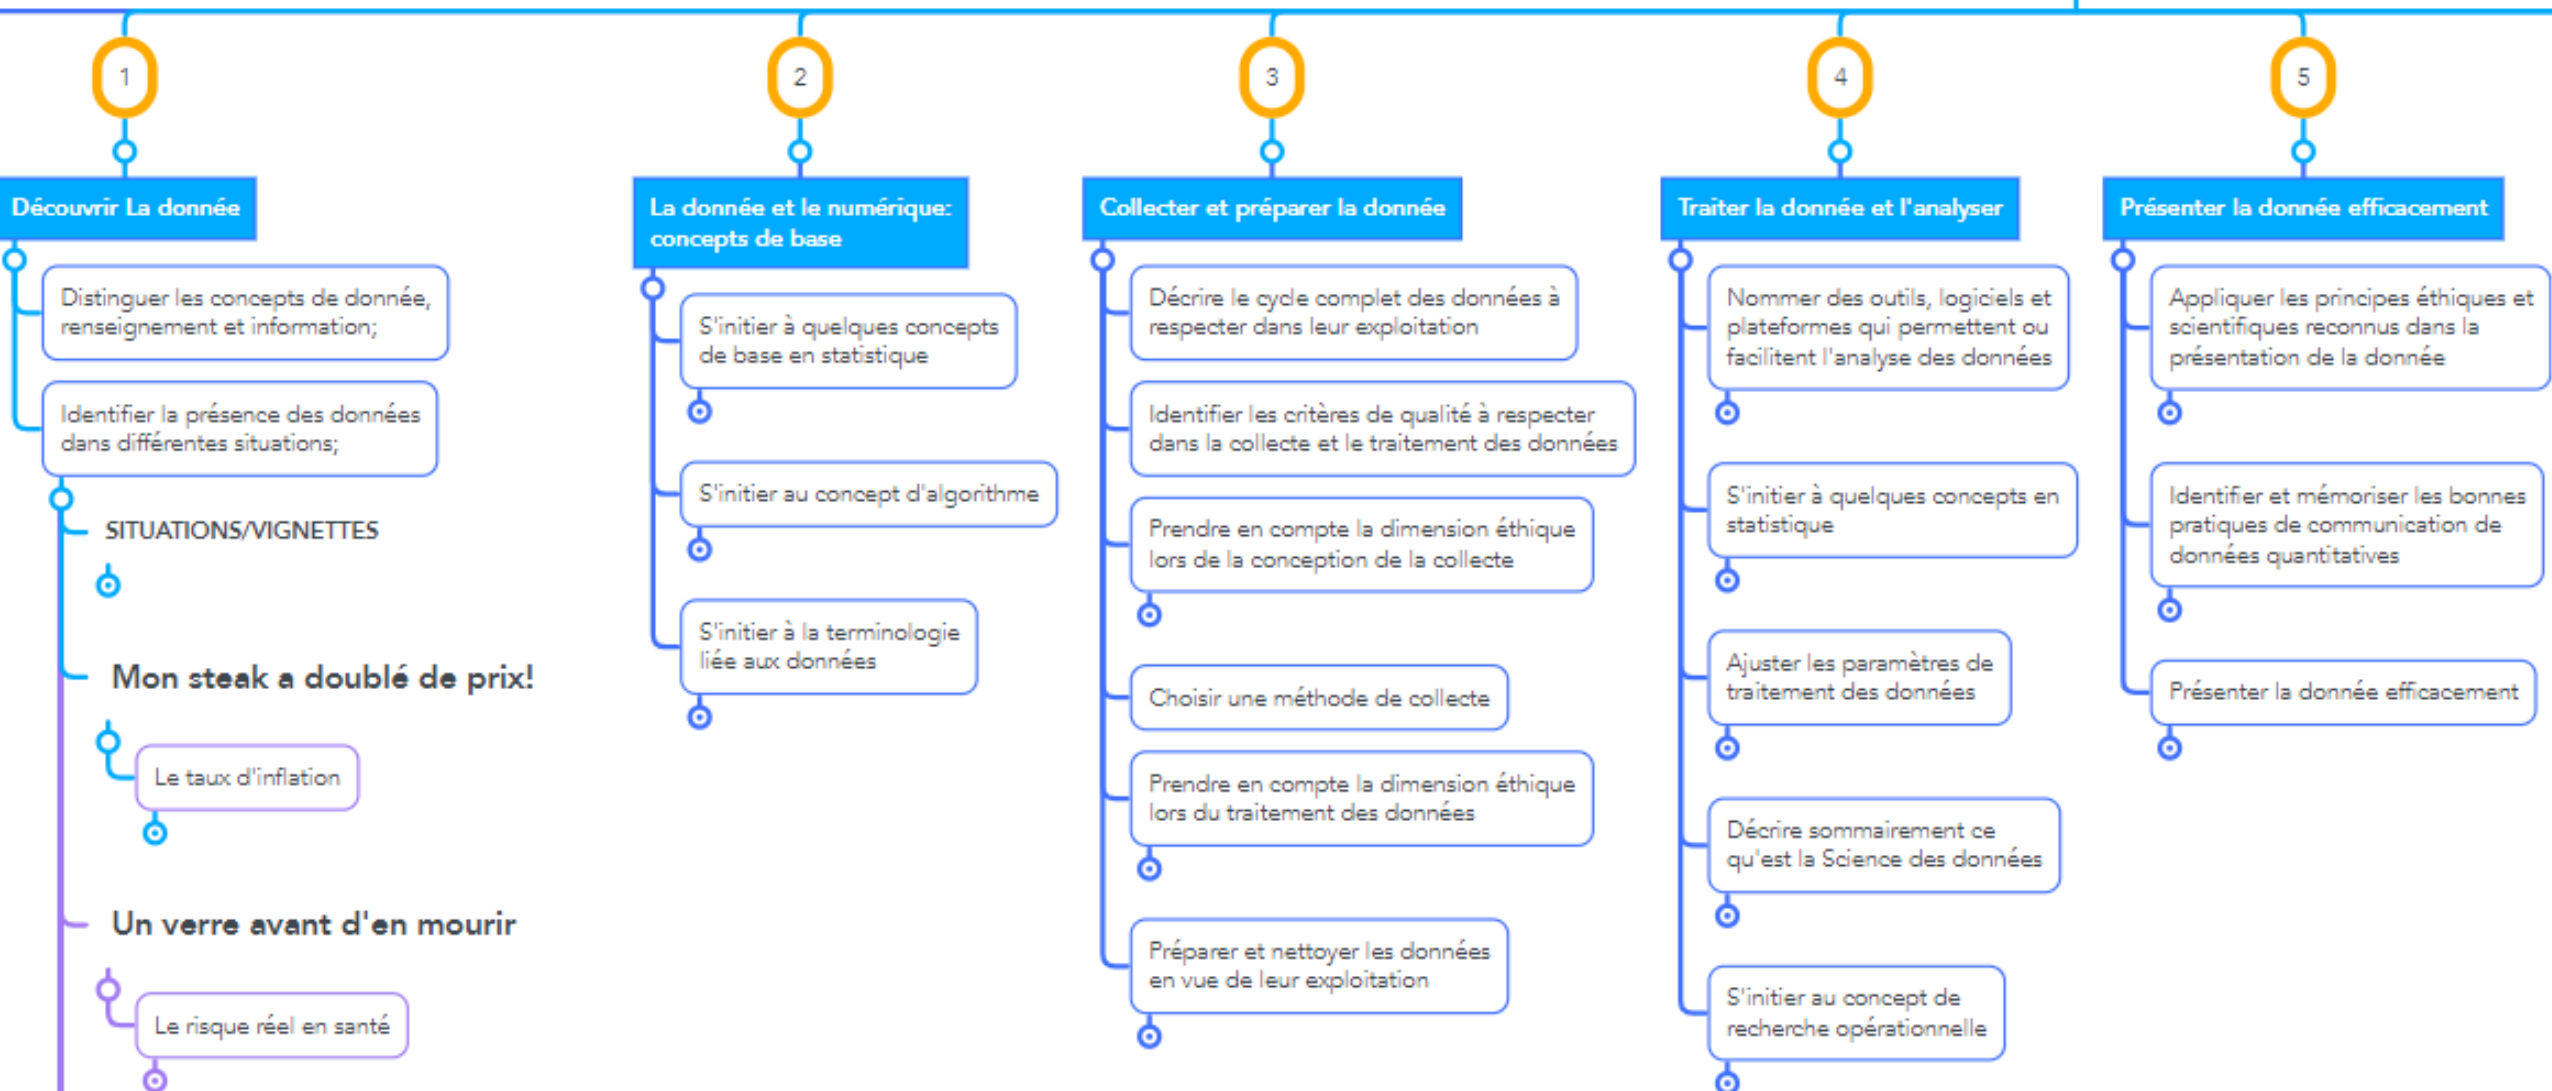 1
Découvrir La donnée
Distinguer les concepts de donnée,
renseignement et information;
Identifier la présence des données
dans différentes situations;
SITUATIONS/VIGNETTES
Mon steak a doublé de prix!
Le taux d'inflation
Un verre avant d'en mourir
Le risque réel en santé
2
La donnée et le numérique:
concepts de base
S'initier à quelques concepts
de base en statistique
S'initier au concept d'algorithme
S'initier à la terminologie
liée aux données
3
Collecter et préparer la donnée
Décrire le cycle complet des données à
respecter dans leur exploitation
Identifier les critères de qualité à respecter
dans la collecte et le traitement des données
Prendre en compte la dimension éthique
lors de la conception de la collecte
Choisir une méthode de collecte
Prendre en compte la dimension éthique
lors du traitement des données
Préparer et nettoyer les données
en vue de leur exploitation
4
Traiter la donnée et l'analyser
Nommer des outils, logiciels et
plateformes qui permettent ou
facilitent l'analyse des données
S'initier à quelques concepts en
statistique
Ajuster les paramètres de
traitement des données
Décrire sommairement ce
qu'est la Science des données
S'initier au concept de
recherche opérationnelle
5
Présenter la donnée efficacement
Appliquer les principes éthiques et
scientifiques reconnus dans la
présentation de la donnée
Identifier et mémoriser les bonnes
pratiques de communication de
données quantitatives
Présenter la donnée efficacement